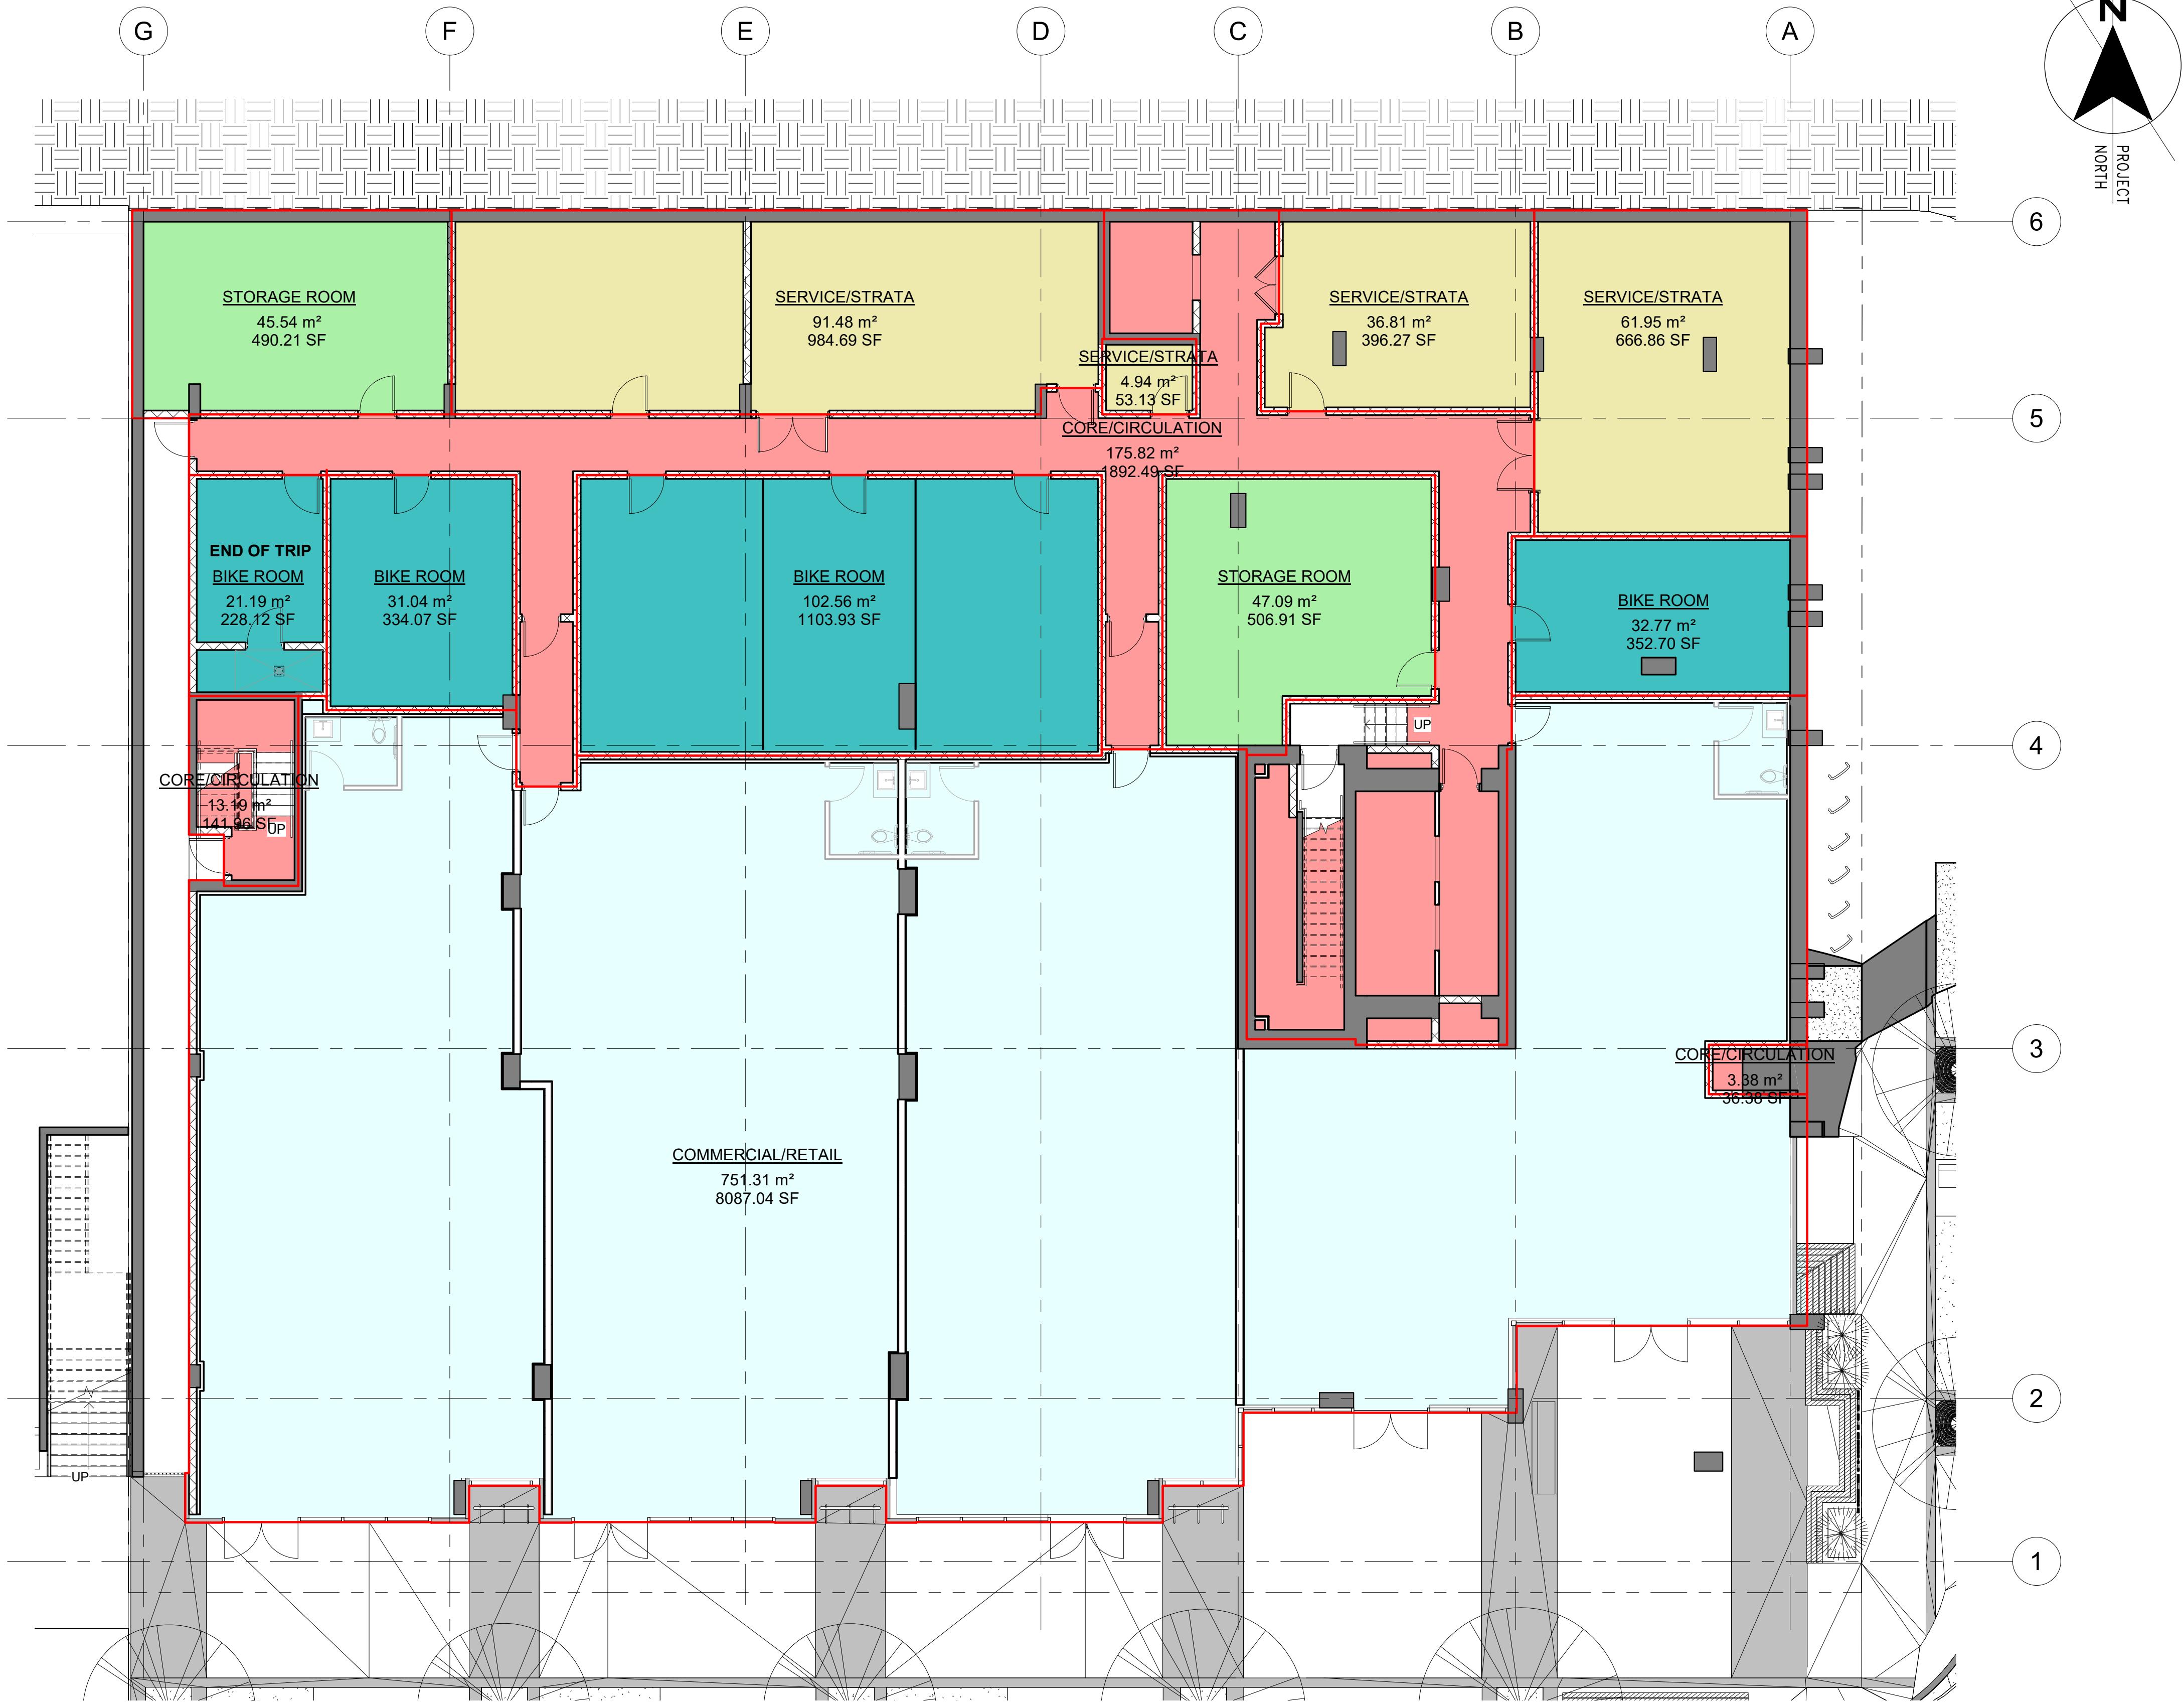 G
F
E
D
C
B
A
N
PROJECT
NORTH
6
STORAGE ROOM
45.54 m²
490.21 SF
SERVICE/STRATA
91.48 m²
984.69 SF
SERVICE/STRATA
36.81 m²
396.27 SF
SERVICE/STRATA
61.95 m²
666.86 SF
SERVICE/STRATA
4.94 m²
53.13 SF
5
CORE/CIRCULATION
175.82 m²
1892.49 SF
END OF TRIP
BIKE ROOM
21.19 m²
228.12 SF
BIKE ROOM
31.04 m²
334.07 SF
BIKE ROOM
102.56 m²
1103.93 SF
STORAGE ROOM
47.09 m²
506.91 SF
BIKE ROOM
32.77 m²
352.70 SF
UP
4
CORE/CIRCULATION
13.19 m²
141.96 SF
UP
3
CORE/CIRCULATION
3.38 m²
36.38 SF
COMMERCIAL/RETAIL
751.31 m²
8087.04 SF
2
UP
1